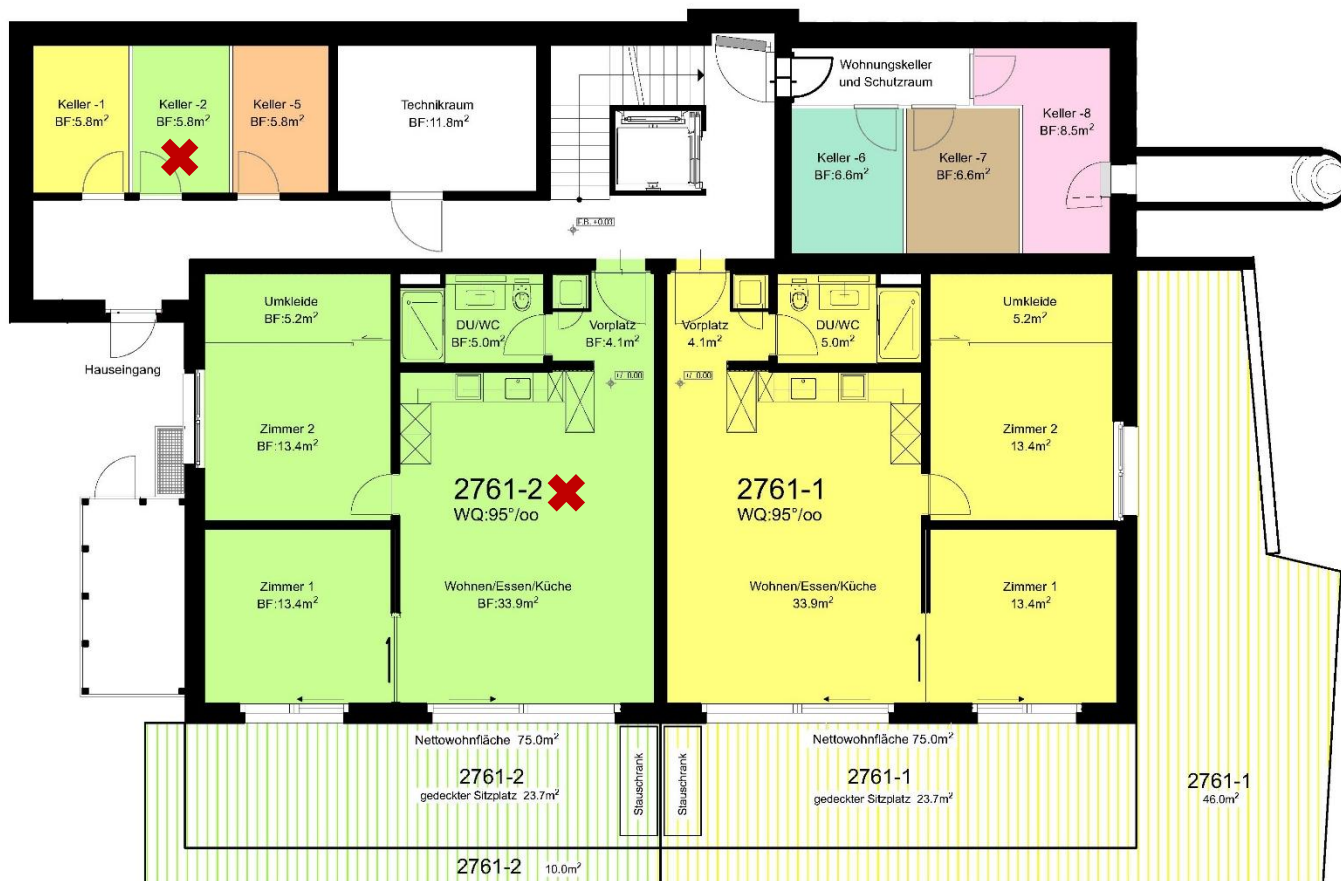 Keller -1
BF:5.8m²
Keller -2
BF:5.8m²
Keller -5
BF:5.8m²
Technikraum
BF:11.8m²
Wohnungskeller
und Schutzraum
Keller -8
BF:8.5m²
Keller -6
BF:6.6m²
Keller -7
BF:6.6m²
F.B. +0.03
Hauseingang
Umkleide
BF:5.2m²
DU/WC
BF:5.0m²
Vorplatz
BF:4.1m²
Vorplatz
4.1m²
DU/WC
5.0m²
Umkleide
5.2m²
+/- 0.00
+/- 0.00
Zimmer 2
BF:13.4m²
2761-2
WQ:95°/oo
2761-1
WQ:95°/oo
Zimmer 2
13.4m²
Zimmer 1
BF:13.4m²
Wohnen/Essen/Küche
BF:33.9m²
Wohnen/Essen/Küche
33.9m²
Zimmer 1
13.4m²
Nettowohnfläche 75.0m²
2761-2
gedeckter Sitzplatz 23.7m²
Stauschrank
Stauschrank
Nettowohnfläche 75.0m²
2761-1
gedeckter Sitzplatz 23.7m²
2761-1
46.0m²
2761-2 10.0m²